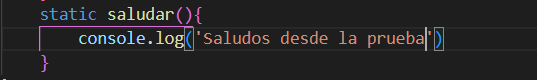 static saludar(){
console.log('Saludos desde la prueba')
}